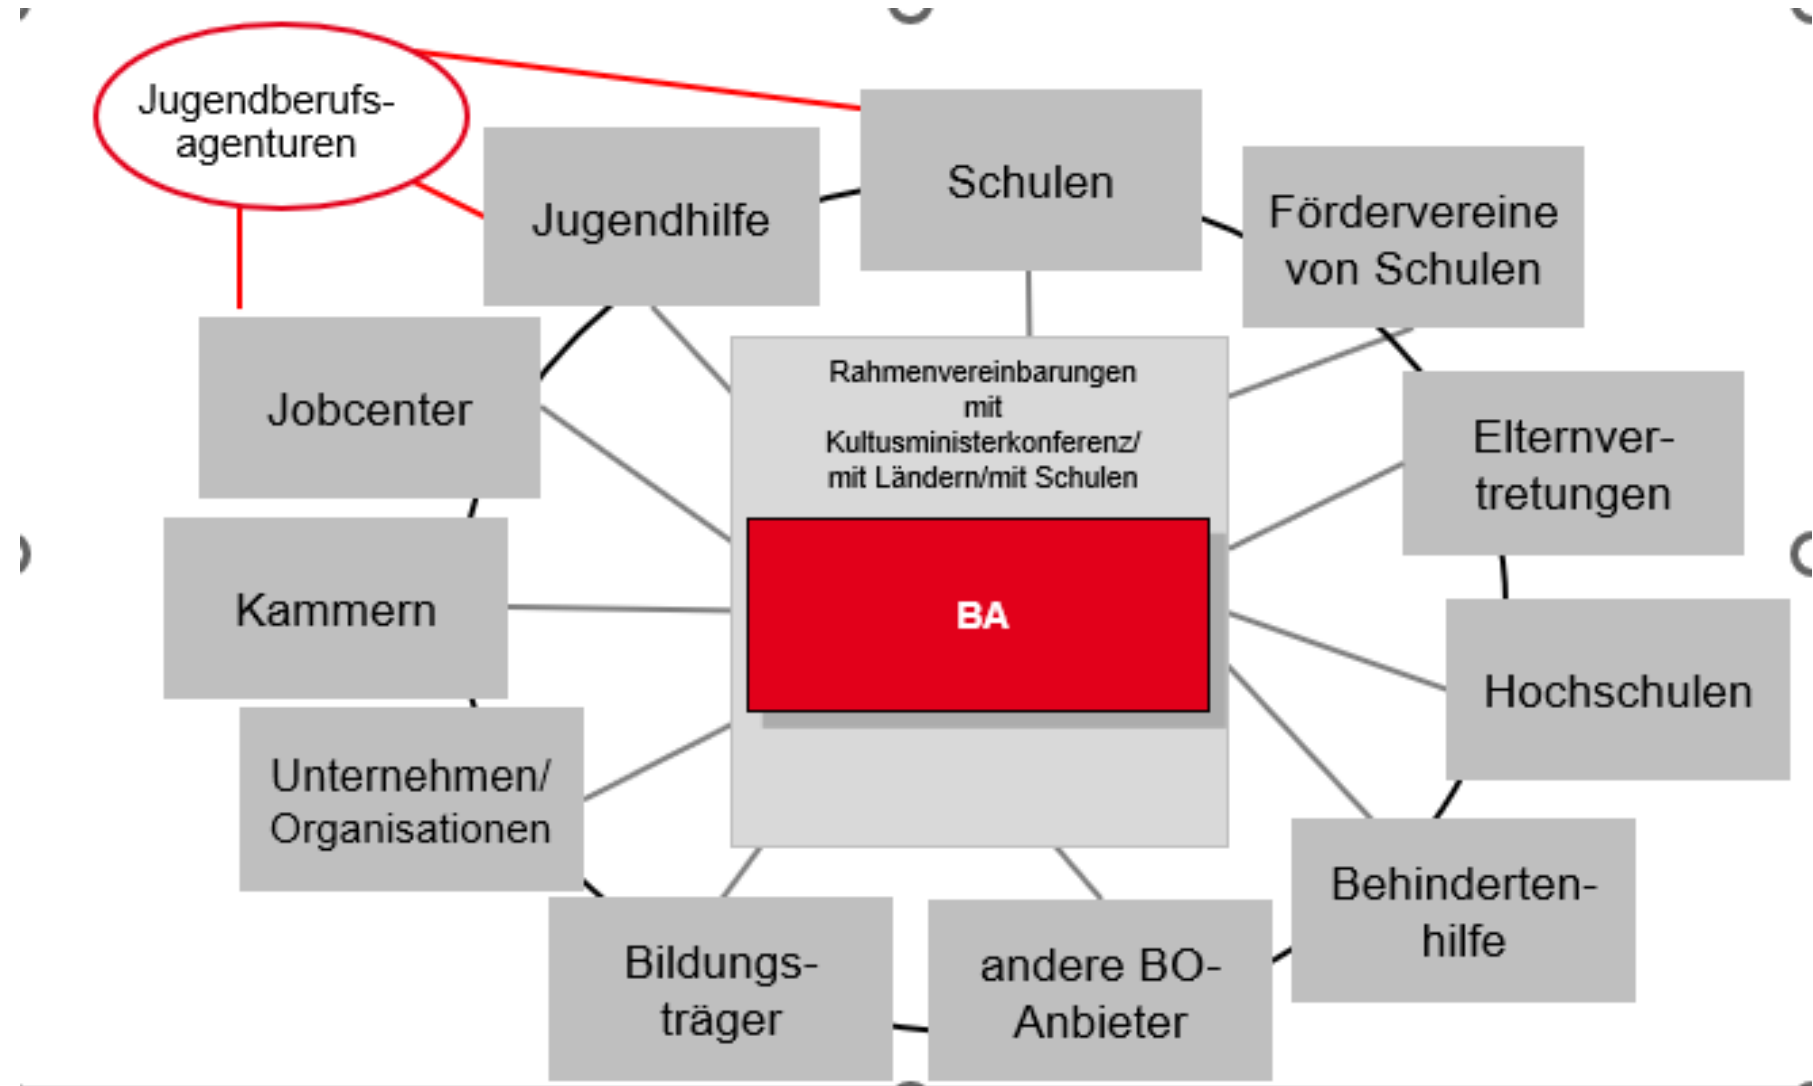 Jugendberufs-
agenturen
Schulen
Jugendhilfe
Fördervereine
von Schulen
Jobcenter
Rahmenvereinbarungen
mit
Kultusministerkonferenz/
mit Ländern/mit Schulen
Elternver-
tretungen
Kammern
BA
Hochschulen
Unternehmen/
Organisationen
Behinderten-
hilfe
Bildungs-
träger
andere BO-
Anbieter